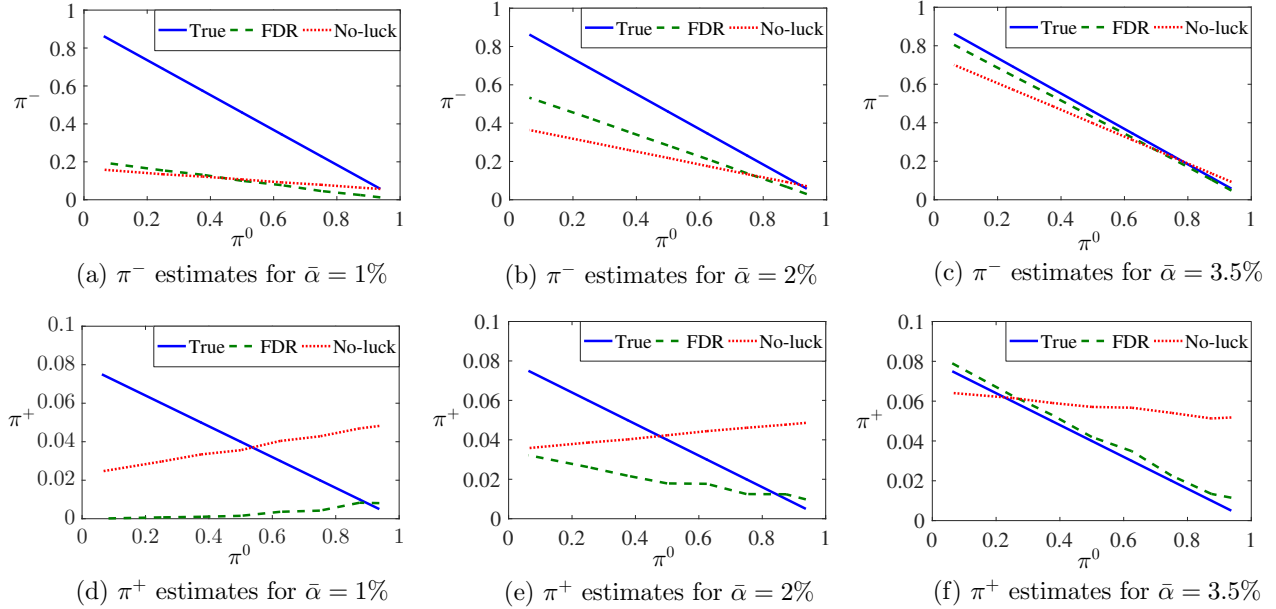 True FDR No-luck
1
0.8
0.6
0.4
0.2
0
π⁻
0 0.2 0.4 0.6 0.8 1
π⁰
(a) π⁻ estimates for ᾱ = 1%
True FDR No-luck
1
0.8
0.6
0.4
0.2
0
π⁻
0 0.2 0.4 0.6 0.8 1
π⁰
(b) π⁻ estimates for ᾱ = 2%
True FDR No-luck
1
0.8
0.6
0.4
0.2
0
π⁻
0 0.2 0.4 0.6 0.8 1
π⁰
(c) π⁻ estimates for ᾱ = 3.5%
True FDR No-luck
0.1
0.08
0.06
0.04
0.02
0
π⁺
0 0.2 0.4 0.6 0.8 1
π⁰
(d) π⁺ estimates for ᾱ = 1%
True FDR No-luck
0.1
0.08
0.06
0.04
0.02
0
π⁺
0 0.2 0.4 0.6 0.8 1
π⁰
(e) π⁺ estimates for ᾱ = 2%
True FDR No-luck
0.1
0.08
0.06
0.04
0.02
0
π⁺
0 0.2 0.4 0.6 0.8 1
π⁰
(f) π⁺ estimates for ᾱ = 3.5%